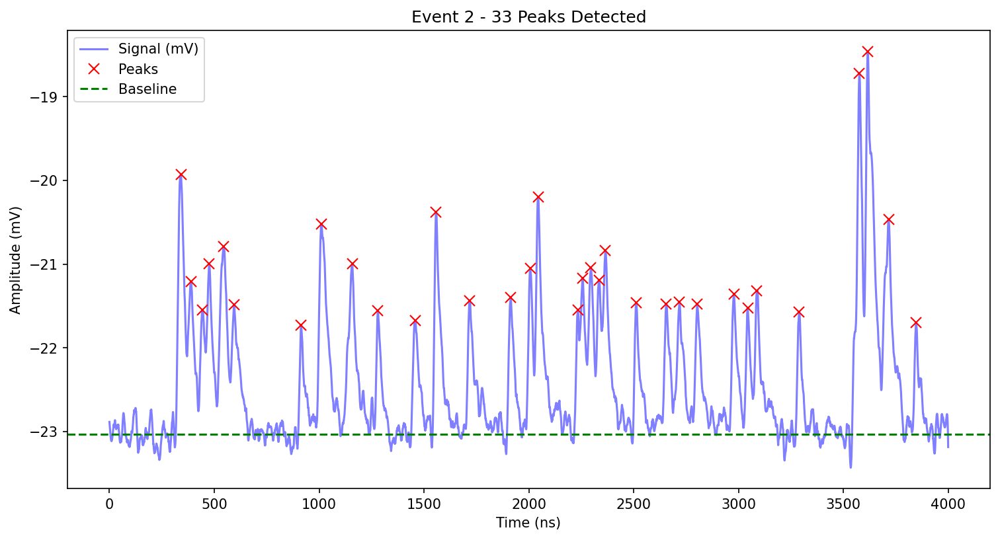 Event 2 - 33 Peaks Detected
Signal (mV)
Peaks
Baseline
Amplitude (mV)
−19
−20
−21
−22
−23
0
500
1000
1500
2000
2500
3000
3500
4000
Time (ns)